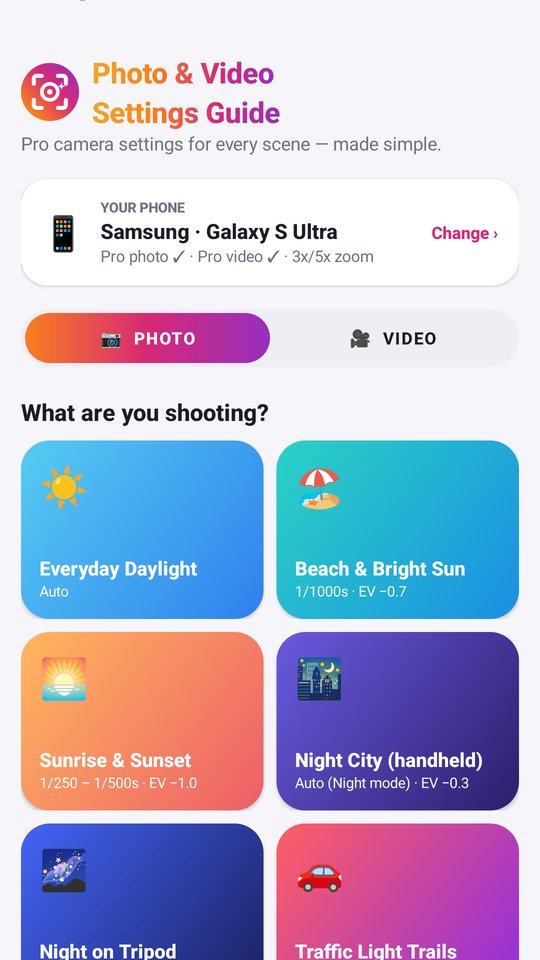 Photo & Video
Settings Guide
Pro camera settings for every scene — made simple.
YOUR PHONE
Samsung · Galaxy S Ultra
Pro photo ✓ · Pro video ✓ · 3x/5x zoom
Change ›
PHOTO
VIDEO
What are you shooting?
Everyday Daylight
Auto
Beach & Bright Sun
1/1000s · EV −0.7
Sunrise & Sunset
1/250 – 1/500s · EV −1.0
Night City (handheld)
Auto (Night mode) · EV −0.3
Night on Tripod
Traffic Light Trails